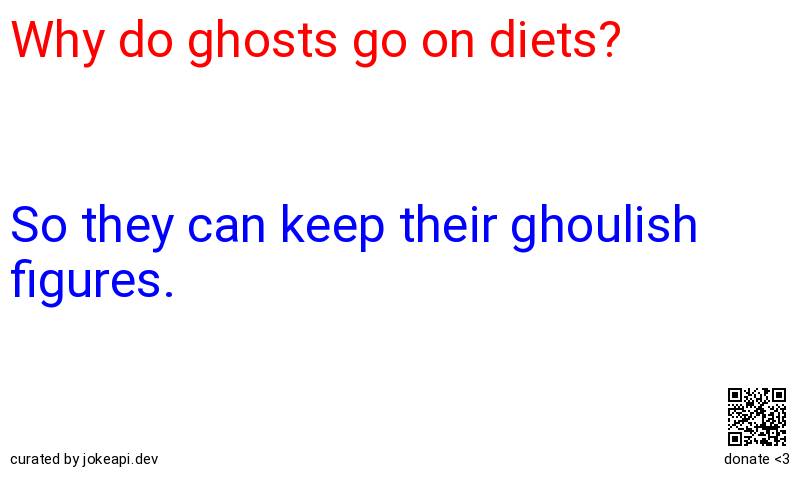 Why do ghosts go on diets?
So they can keep their ghoulish
figures.
curated by jokeapi.dev
donate <3